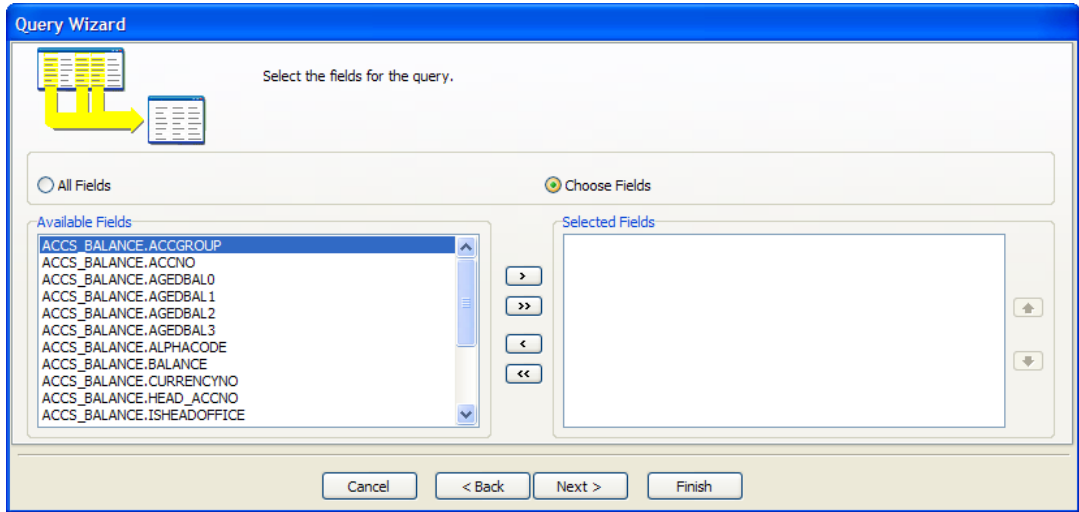 Query Wizard
Select the fields for the query.
All Fields
Choose Fields
Available Fields
Selected Fields
ACCS_BALANCE.ACCGROUP
ACCS_BALANCE.ACCNO
ACCS_BALANCE.AGEDBAL0
ACCS_BALANCE.AGEDBAL1
ACCS_BALANCE.AGEDBAL2
ACCS_BALANCE.AGEDBAL3
ACCS_BALANCE.ALPHACODE
ACCS_BALANCE.BALANCE
ACCS_BALANCE.CURRENCYNO
ACCS_BALANCE.HEAD_ACCNO
ACCS_BALANCE.ISHEADOFFICE
>
>>
<
<<
Cancel
< Back
Next >
Finish